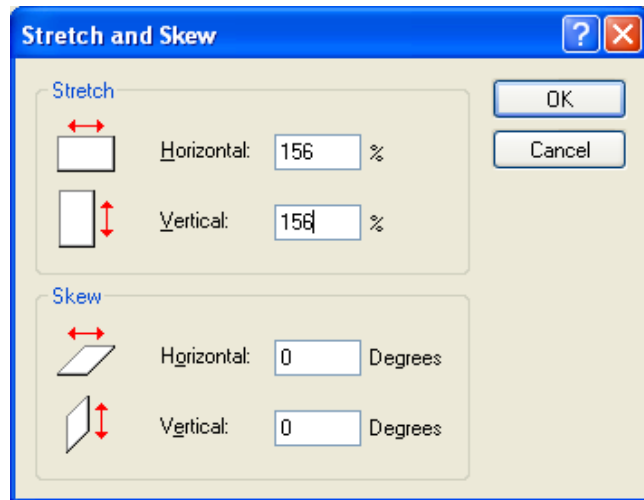 Stretch and Skew
Stretch
Horizontal: 156 %
Vertical: 156 %
OK
Cancel
Skew
Horizontal: 0 Degrees
Vertical: 0 Degrees